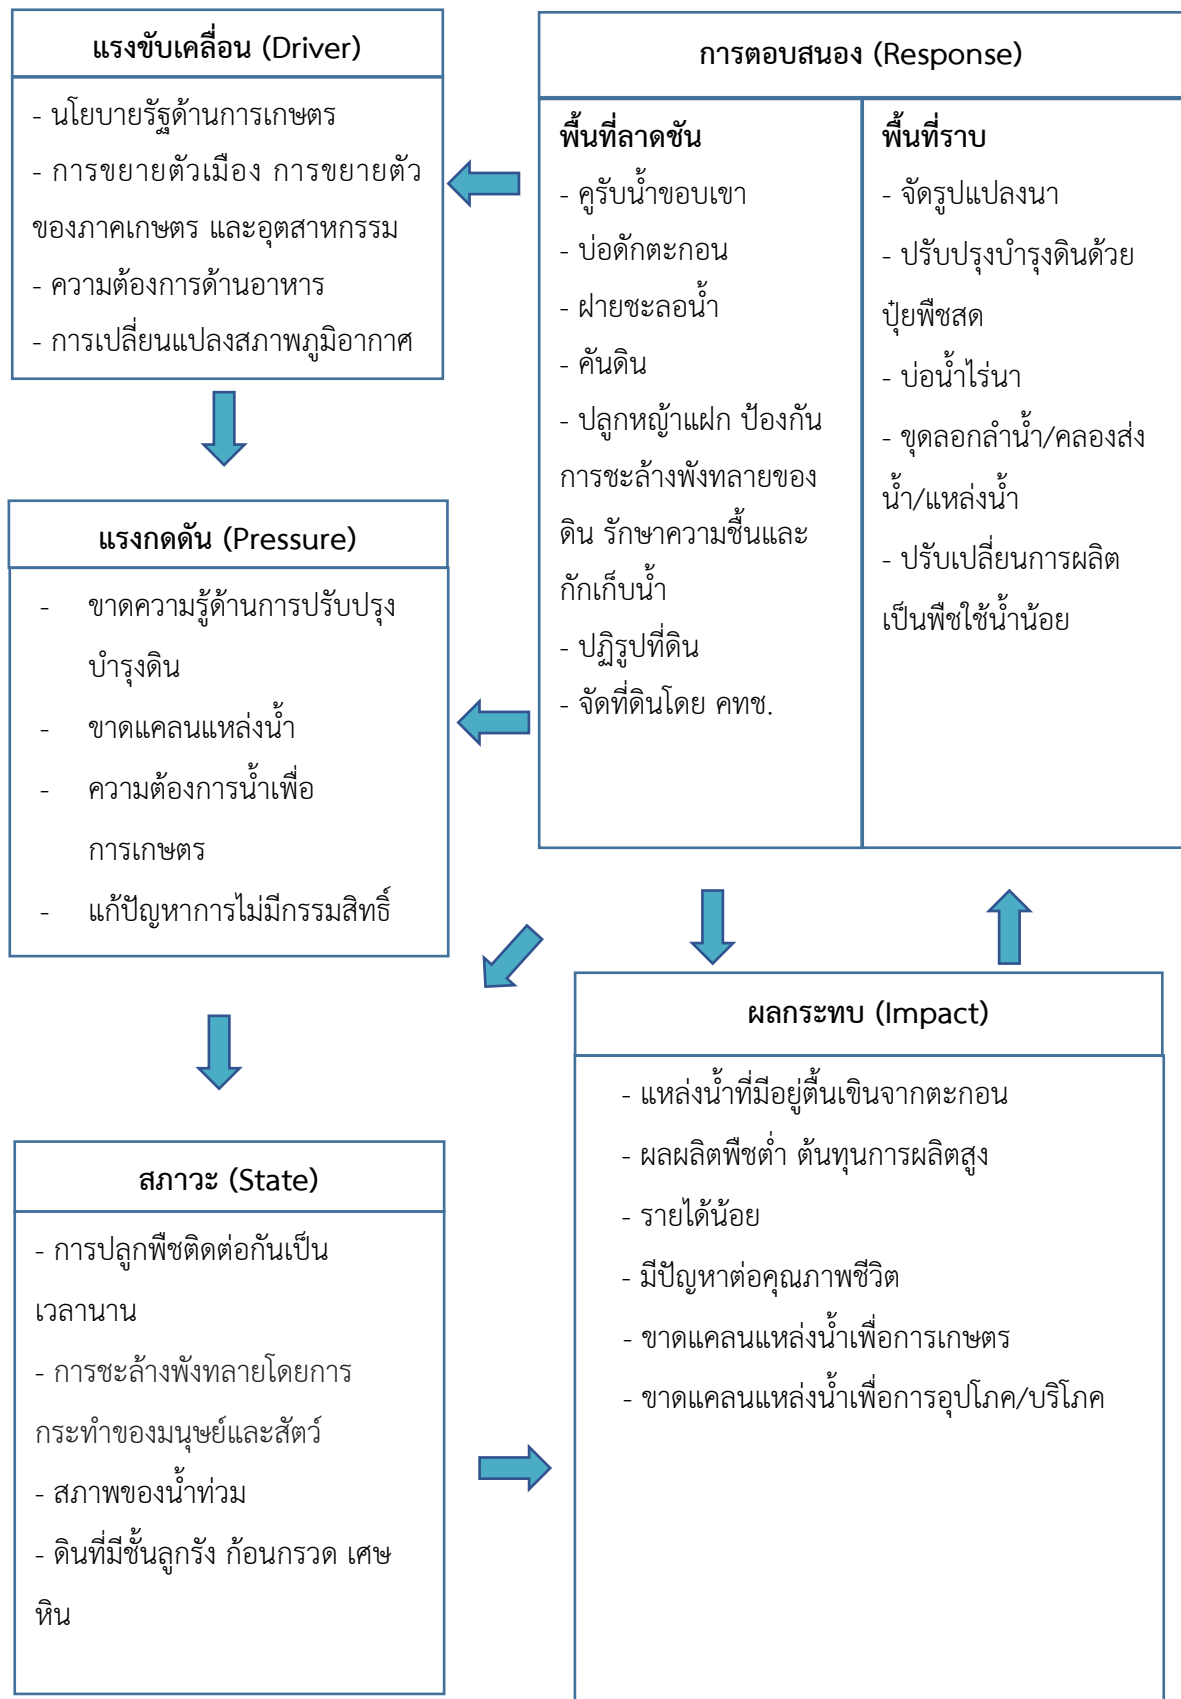 แรงขับเคลื่อน (Driver)
- นโยบายรัฐด้านการเกษตร
- การขยายตัวเมือง การขยายตัว
ของภาคเกษตร และอุตสาหกรรม
- ความต้องการด้านอาหาร
- การเปลี่ยนแปลงสภาพภูมิอากาศ
การตอบสนอง (Response)
พื้นที่ลาดชัน
- คูรับน้ำขอบเขา
- บ่อดักตะกอน
- ฝายชะลอน้ำ
- คันดิน
- ปลูกหญ้าแฝก ป้องกัน
การชะล้างพังทลายของ
ดิน รักษาความชื้นและ
กักเก็บน้ำ
- ปฏิรูปที่ดิน
- จัดที่ดินโดย คทช.
พื้นที่ราบ
- จัดรูปแปลงนา
- ปรับปรุงบำรุงดินด้วย
ปุ๋ยพืชสด
- บ่อน้ำไร่นา
- ขุดลอกลำน้ำ/คลองส่ง
น้ำ/แหล่งน้ำ
- ปรับเปลี่ยนการผลิต
เป็นพืชใช้น้ำน้อย
แรงกดดัน (Pressure)
- ขาดความรู้ด้านการปรับปรุง
บำรุงดิน
- ขาดแคลนแหล่งน้ำ
- ความต้องการน้ำเพื่อ
การเกษตร
- แก้ปัญหาการไม่มีกรรมสิทธิ์
สภาวะ (State)
- การปลูกพืชติดต่อกันเป็น
เวลานาน
- การชะล้างพังทลายโดยการ
กระทำของมนุษย์และสัตว์
- สภาพของน้ำท่วม
- ดินที่มีชั้นลูกรัง ก้อนกรวด เศษ
หิน
ผลกระทบ (Impact)
- แหล่งน้ำที่มีอยู่ตื้นเขินจากตะกอน
- ผลผลิตพืชต่ำ ต้นทุนการผลิตสูง
- รายได้น้อย
- มีปัญหาต่อคุณภาพชีวิต
- ขาดแคลนแหล่งน้ำเพื่อการเกษตร
- ขาดแคลนแหล่งน้ำเพื่อการอุปโภค/บริโภค